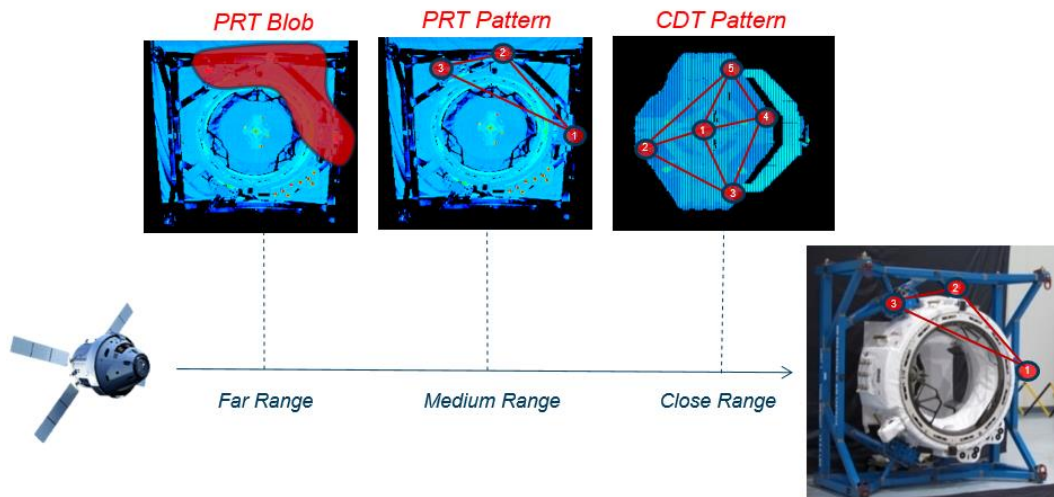 PRT Blob
PRT Pattern
CDT Pattern
2
3
1
5
4
1
2
3
2
3
1
Far Range
Medium Range
Close Range